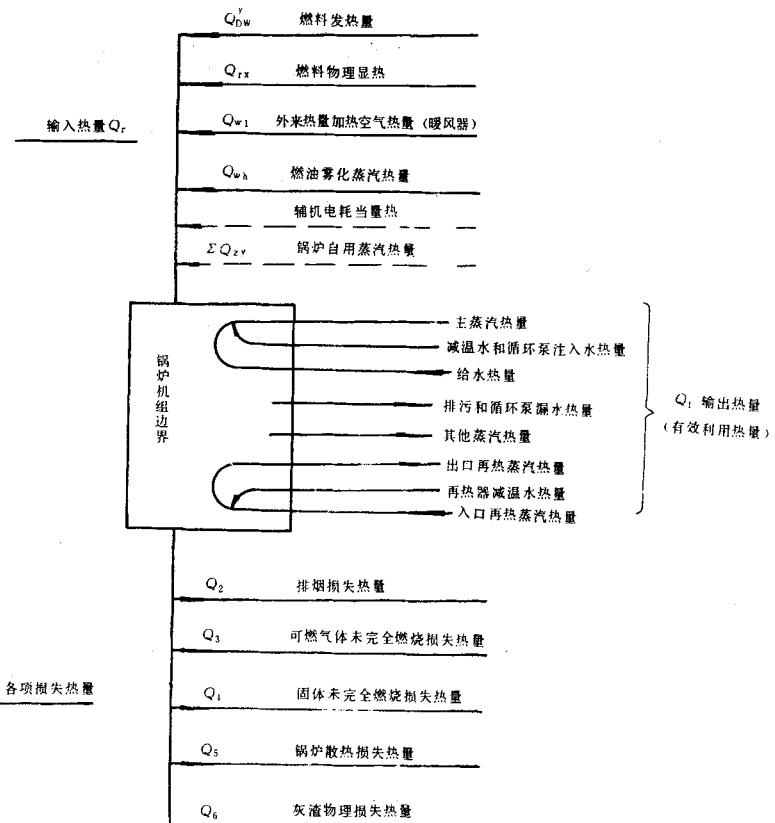 Q^y_DW 燃料发热量
Q_rx 燃料物理显热
输入热量Q_r
Q_w1 外来热量加热空气热量（暖风器）
Q_wh 燃油雾化蒸汽热量
辅机电耗当量热
ΣQ_zy 锅炉自用蒸汽热量
锅炉机组边界
主蒸汽热量
减温水和循环泵注入水热量
给水热量
排污和循环泵漏水热量
其他蒸汽热量
出口再热蒸汽热量
再热器减温水热量
入口再热蒸汽热量
Q_1 输出热量
（有效利用热量）
Q_2 排烟损失热量
Q_3 可燃气体未完全燃烧损失热量
各项损失热量
Q_4 固体未完全燃烧损失热量
Q_5 锅炉散热损失热量
Q_6 灰渣物理损失热量